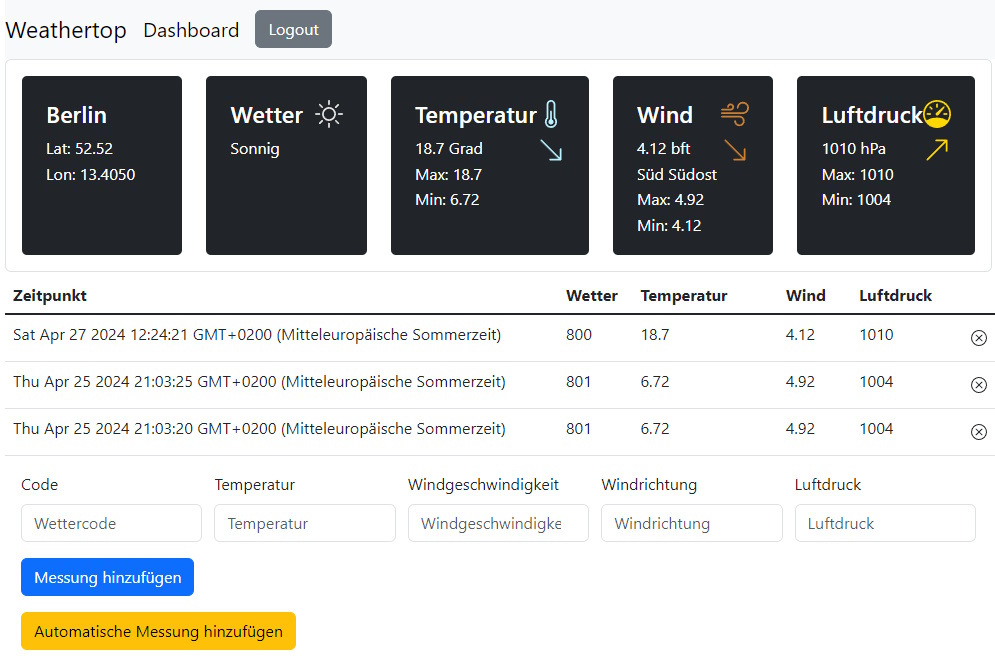 Weathertop Dashboard Logout
Berlin
Lat: 52.52
Lon: 13.4050
Wetter
Sonnig
Temperatur
18.7 Grad
Max: 18.7
Min: 6.72
Wind
4.12 bft
Süd Südost
Max: 4.92
Min: 4.12
Luftdruck
1010 hPa
Max: 1010
Min: 1004
Zeitpunkt Wetter Temperatur Wind Luftdruck
Sat Apr 27 2024 12:24:21 GMT+0200 (Mitteleuropäische Sommerzeit) 800 18.7 4.12 1010
Thu Apr 25 2024 21:03:25 GMT+0200 (Mitteleuropäische Sommerzeit) 801 6.72 4.92 1004
Thu Apr 25 2024 21:03:20 GMT+0200 (Mitteleuropäische Sommerzeit) 801 6.72 4.92 1004
Code Temperatur Windgeschwindigkeit Windrichtung Luftdruck
Wettercode Temperatur Windgeschwindigke Windrichtung Luftdruck
Messung hinzufügen
Automatische Messung hinzufügen